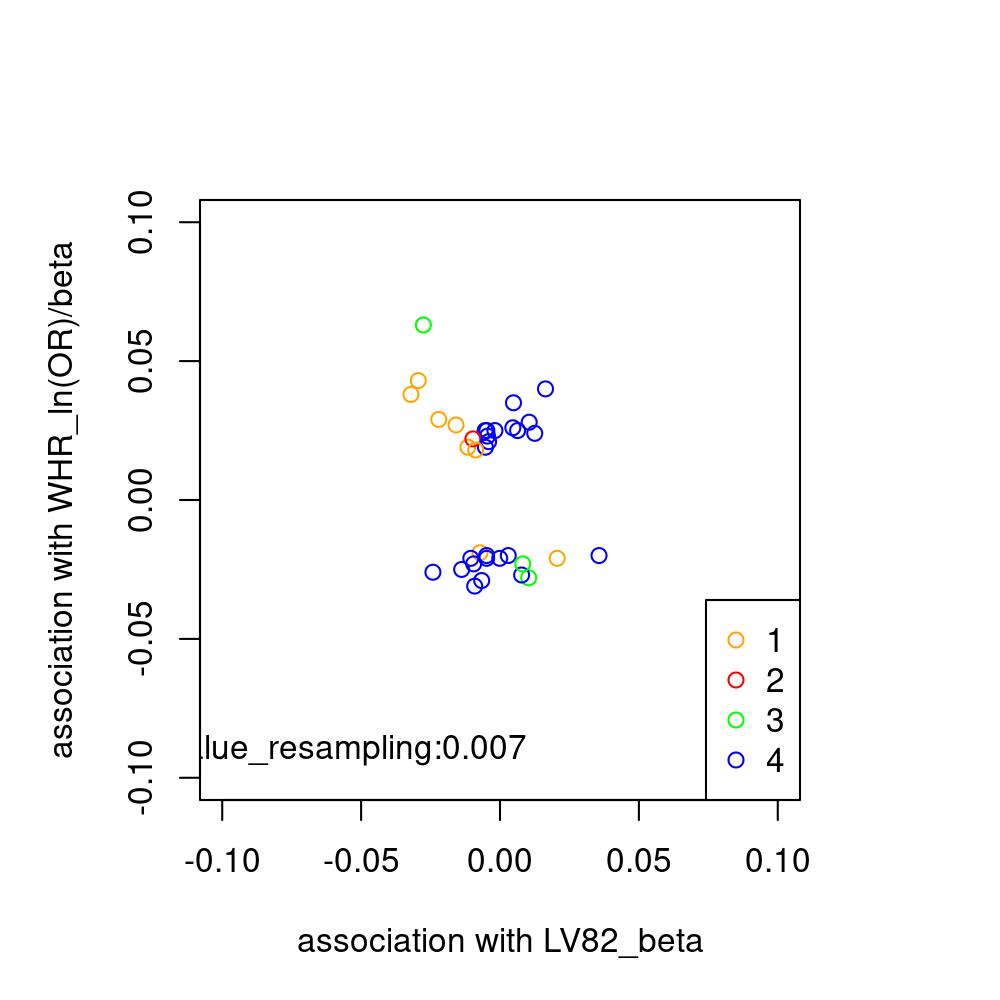 association with WHR_ln(OR)/beta
0.10
0.05
0.00
-0.05
-0.10
lue_resampling:0.007
1
2
3
4
-0.10 -0.05 0.00 0.05 0.10
association with LV82_beta